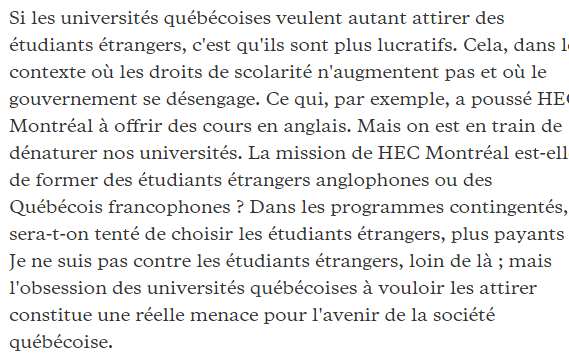 Si les universités québécoises veulent autant attirer des
étudiants étrangers, c'est qu'ils sont plus lucratifs. Cela, dans
contexte où les droits de scolarité n'augmentent pas et où le
gouvernement se désengage. Ce qui, par exemple, a poussé HEC
Montréal à offrir des cours en anglais. Mais on est en train de
dénaturer nos universités. La mission de HEC Montréal est-ell
de former des étudiants étrangers anglophones ou des
Québécois francophones ? Dans les programmes contingentés,
sera-t-on tenté de choisir les étudiants étrangers, plus payants
Je ne suis pas contre les étudiants étrangers, loin de là ; mais
l'obsession des universités québécoises à vouloir les attirer
constitue une réelle menace pour l'avenir de la société
québécoise.